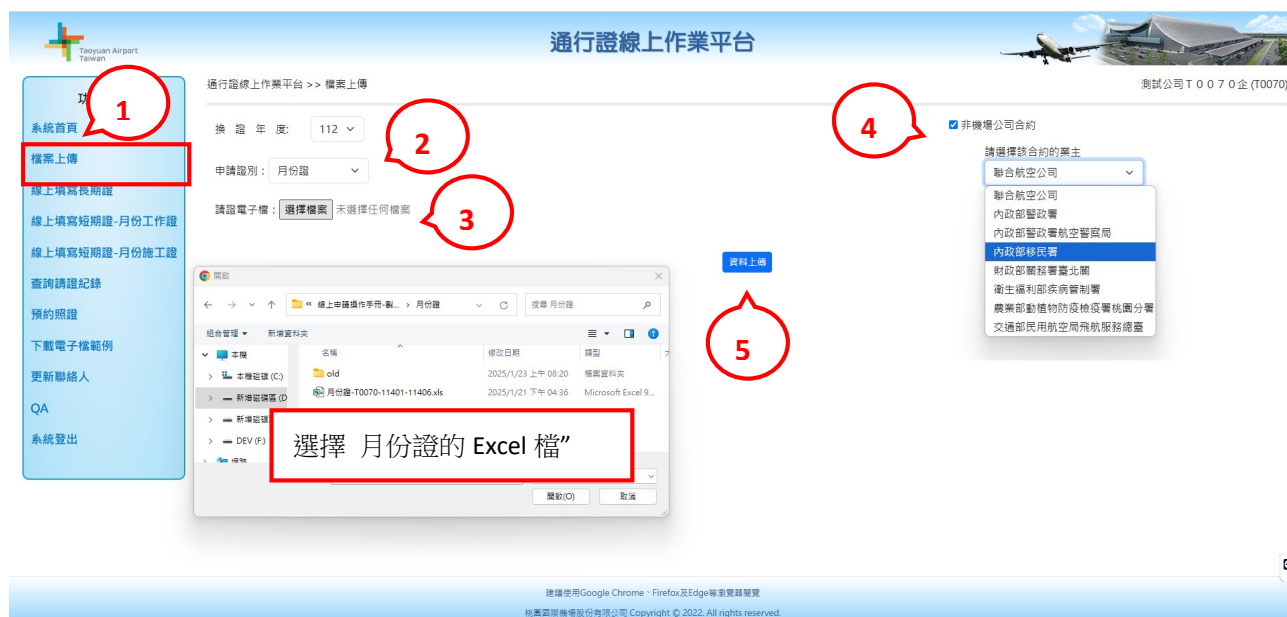 Taoyuan Airport
Taiwan
通行證線上作業平台
通行證線上作業平台 >> 檔案上傳
測試公司T００７０企 (T0070)
功
1
系統首頁
檔案上傳
線上填寫長期證
線上填寫短期證-月份工作證
線上填寫短期證-月份施工證
查詢請證紀錄
預約照證
下載電子檔範例
更新聯絡人
QA
系統登出
換 證 年 度: 112
2
申請證別： 月份證
請證電子檔： 選擇檔案 未選擇任何檔案
3
4
非機場公司合約
請選擇該合約的業主
聯合航空公司
聯合航空公司
內政部警政署
內政部警政署航空警察局
內政部移民署
財政部關務署臺北關
衛生福利部疾病管制署
農業部動植物防疫檢疫署桃園分署
交通部民用航空局飛航服務總臺
資料上傳
5
開啟
« 線上申請操作手冊-劉... › 月份證
搜尋 月份證
組合管理 新增資料夾
名稱 修改日期 類型
本機
本機磁碟 (C:)
新增磁碟區 (D
新增磁碟
DEV (F:)
網路
old 2025/1/23 上午 08:20 檔案資料夾
月份證-T0070-11401-11406.xls 2025/1/21 下午 04:36 Microsoft Excel 9...
選擇 月份證的 Excel 檔”
開啟(O) 取消
建議使用Google Chrome、Firefox及Edge等瀏覽器閱覽
桃園國際機場股份有限公司 Copyright © 2022. All rights reserved.